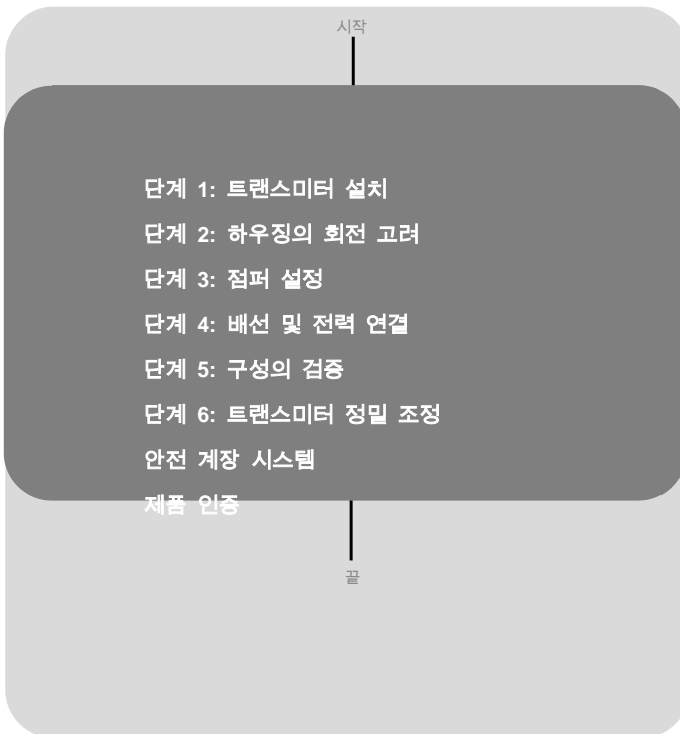 시작
단계 1: 트랜스미터 설치
단계 2: 하우징의 회전 고려
단계 3: 점퍼 설정
단계 4: 배선 및 전력 연결
단계 5: 구성의 검증
단계 6: 트랜스미터 정밀 조정
안전 계장 시스템
제품 인증
끝